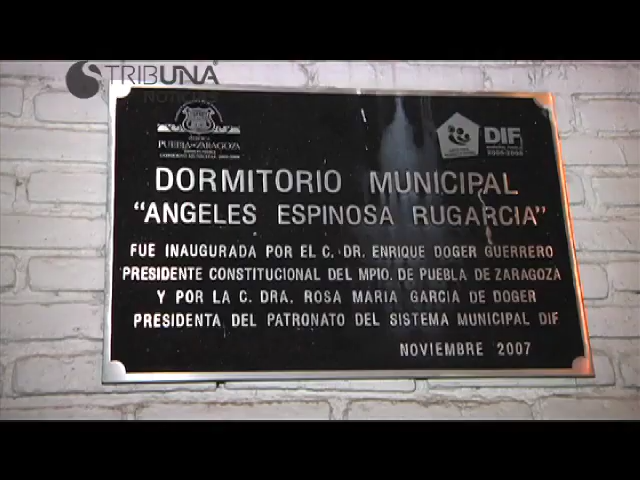 TRIBUNA
NOTICIAS
PUEBLA DE ZARAGOZA
DIF
DORMITORIO MUNICIPAL
"ANGELES ESPINOSA RUGARCIA"
FUE INAUGURADA POR EL C. DR. ENRIQUE DOGER GUERRERO
PRESIDENTE CONSTITUCIONAL DEL MPIO. DE PUEBLA DE ZARAGOZA
Y POR LA C. DRA. ROSA MARIA GARCIA DE DOGER
PRESIDENTA DEL PATRONATO DEL SISTEMA MUNICIPAL DIF
NOVIEMBRE 2007